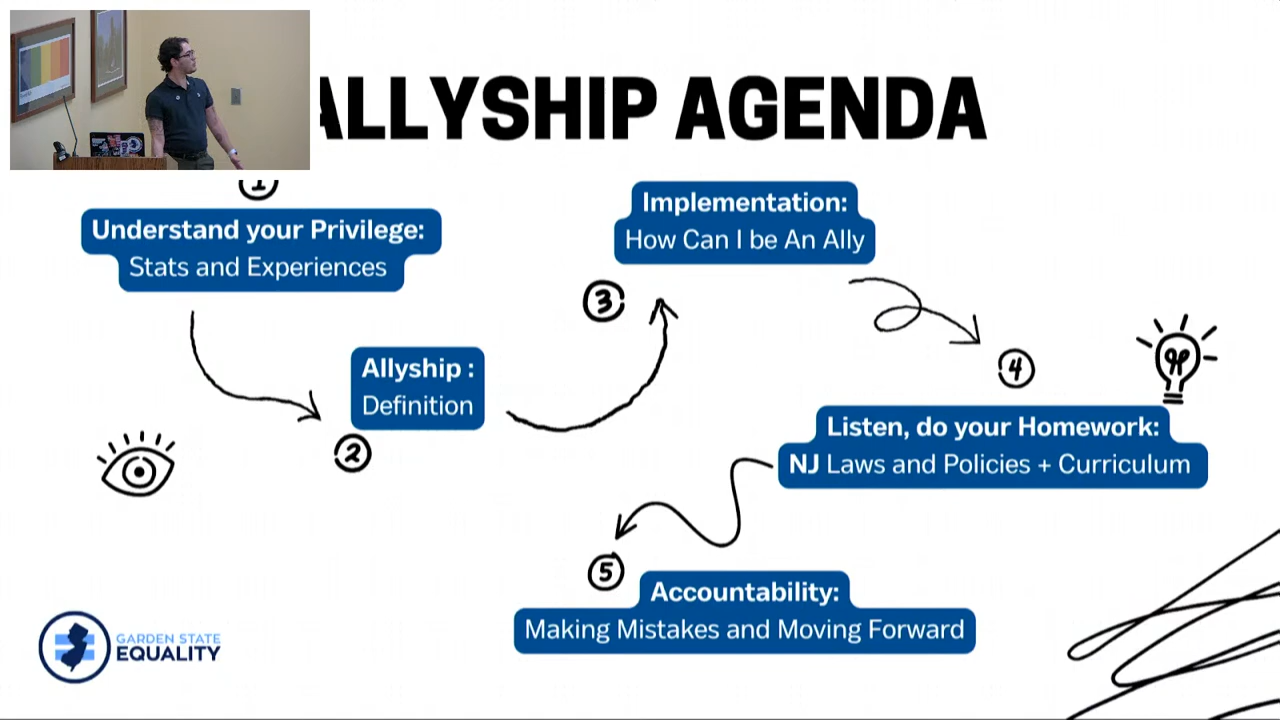 ALLYSHIP AGENDA
1
Understand your Privilege:
Stats and Experiences
Allyship :
Definition
2
Implementation:
How Can I be An Ally
3
4
Listen, do your Homework:
NJ Laws and Policies + Curriculum
5
Accountability:
Making Mistakes and Moving Forward
GARDEN STATE
EQUALITY